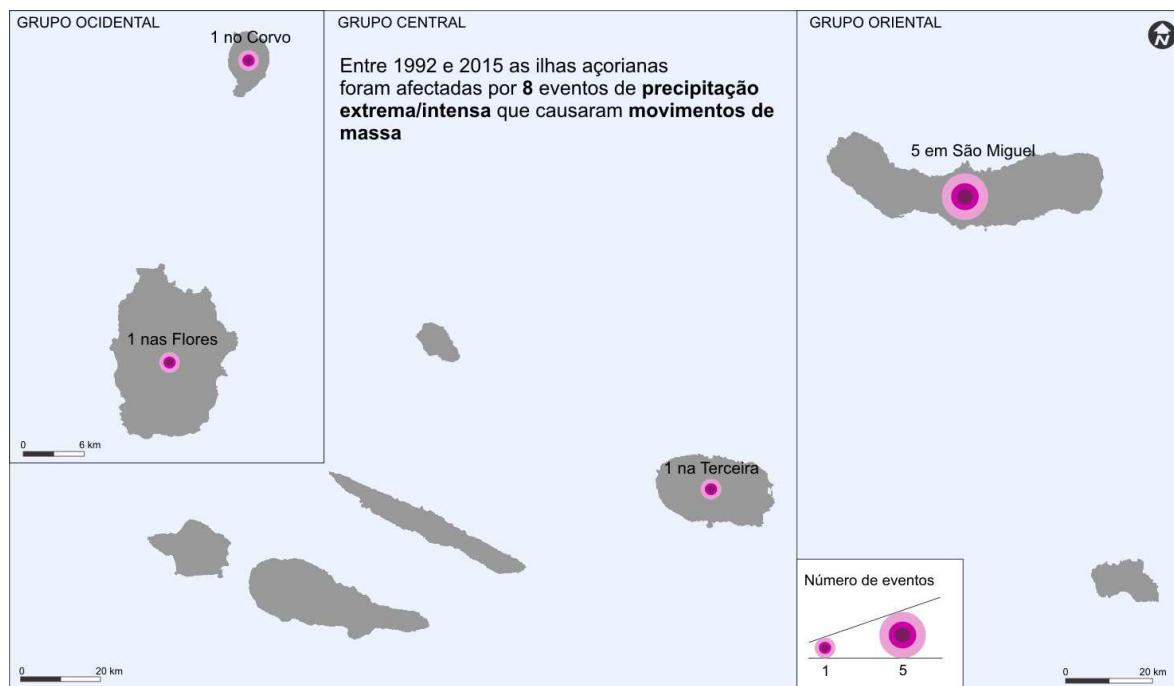 GRUPO OCIDENTAL
1 no Corvo
1 nas Flores
0 6 km
GRUPO CENTRAL
Entre 1992 e 2015 as ilhas açorianas
foram afectadas por 8 eventos de precipitação
extrema/intensa que causaram movimentos de
massa
1 na Terceira
0 20 km
GRUPO ORIENTAL
N
5 em São Miguel
Número de eventos
1 5
0 20 km